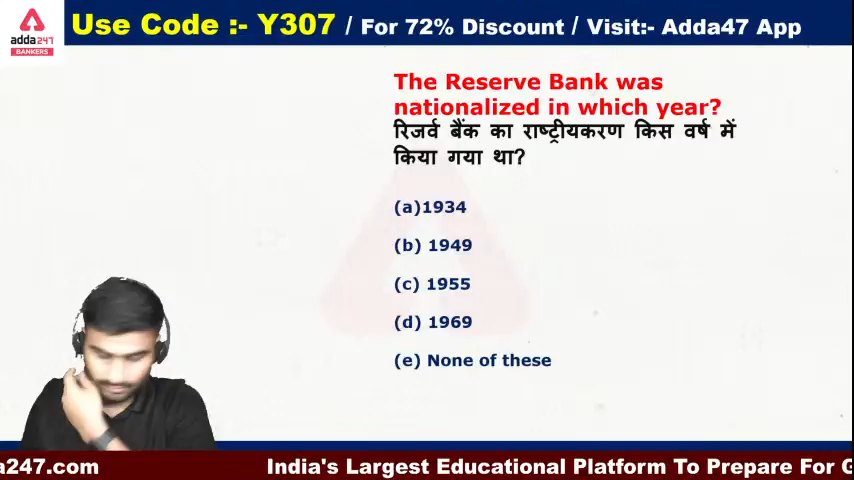 Use Code :- Y307 / For 72% Discount / Visit:- Adda47 App
adda247
BANKERS
The Reserve Bank was
nationalized in which year?
रिजर्व बैंक का राष्ट्रीयकरण किस वर्ष में
किया गया था?
(a)1934
(b) 1949
(c) 1955
(d) 1969
(e) None of these
a247.com India's Largest Educational Platform To Prepare For G